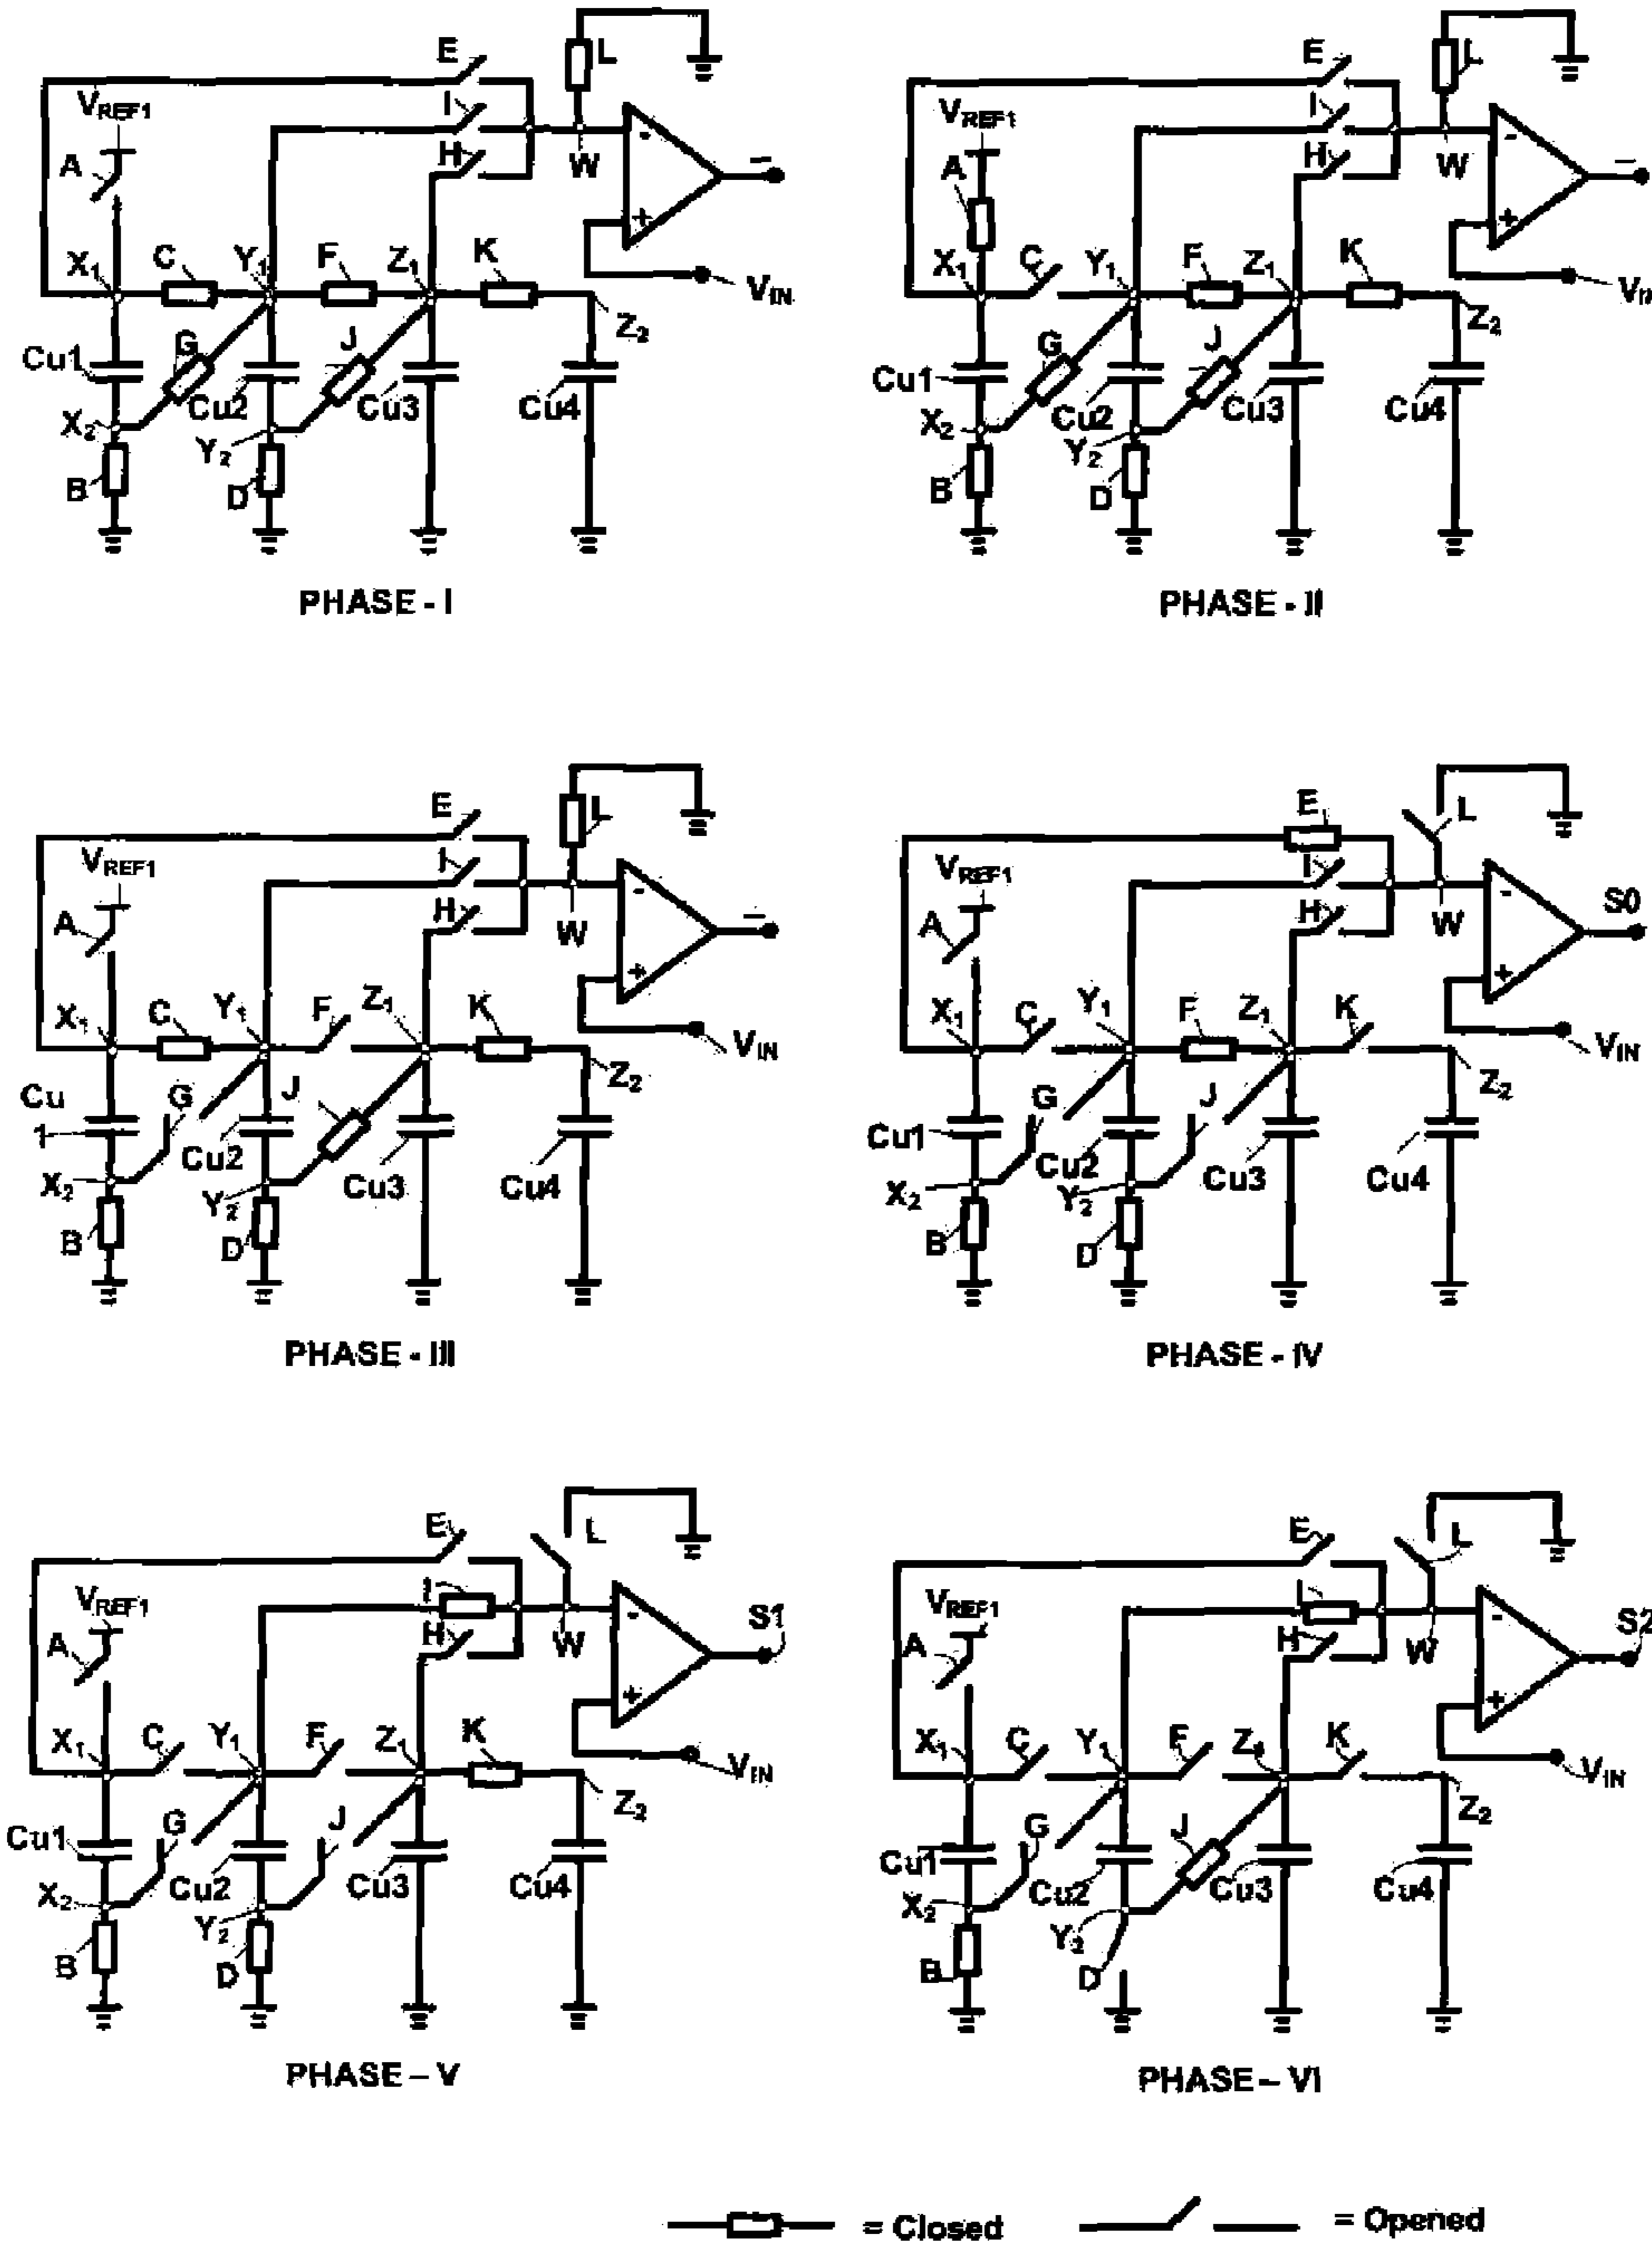 E
L
VREF1
I
A
H
W
-
–
+
X1
C
Y1
F
Z1
K
VIN
Z2
Cu1
G
J
Cu2
Cu3
Cu4
X2
Y2
B
D
PHASE - I
E
L
VREF1
I
A
H
W
-
–
+
X1
C
Y1
F
Z1
K
VIN
Z2
Cu1
G
J
Cu2
Cu3
Cu4
X2
Y2
B
D
PHASE - II
E
L
VREF1
I
A
H
W
-
–
+
X1
C
Y1
F
Z1
K
VIN
Z2
Cu
1
G
J
Cu2
Cu3
Cu4
X2
Y2
B
D
PHASE - III
E
L
VREF1
I
A
H
W
-
S0
+
X1
C
Y1
F
Z1
K
VIN
Z2
Cu1
G
J
Cu2
Cu3
Cu4
X2
Y2
B
D
PHASE - IV
E
L
VREF1
I
A
H
W
-
S1
+
X1
C
Y1
F
Z1
K
VIN
Z2
Cu1
G
J
Cu2
Cu3
Cu4
X2
Y2
B
D
PHASE – V
E
L
VREF1
I
A
H
W
-
S2
+
X1
C
Y1
F
Z1
K
VIN
Z2
Cu1
G
J
Cu2
Cu3
Cu4
X2
Y2
B
D
PHASE – VI
= Closed
= Opened